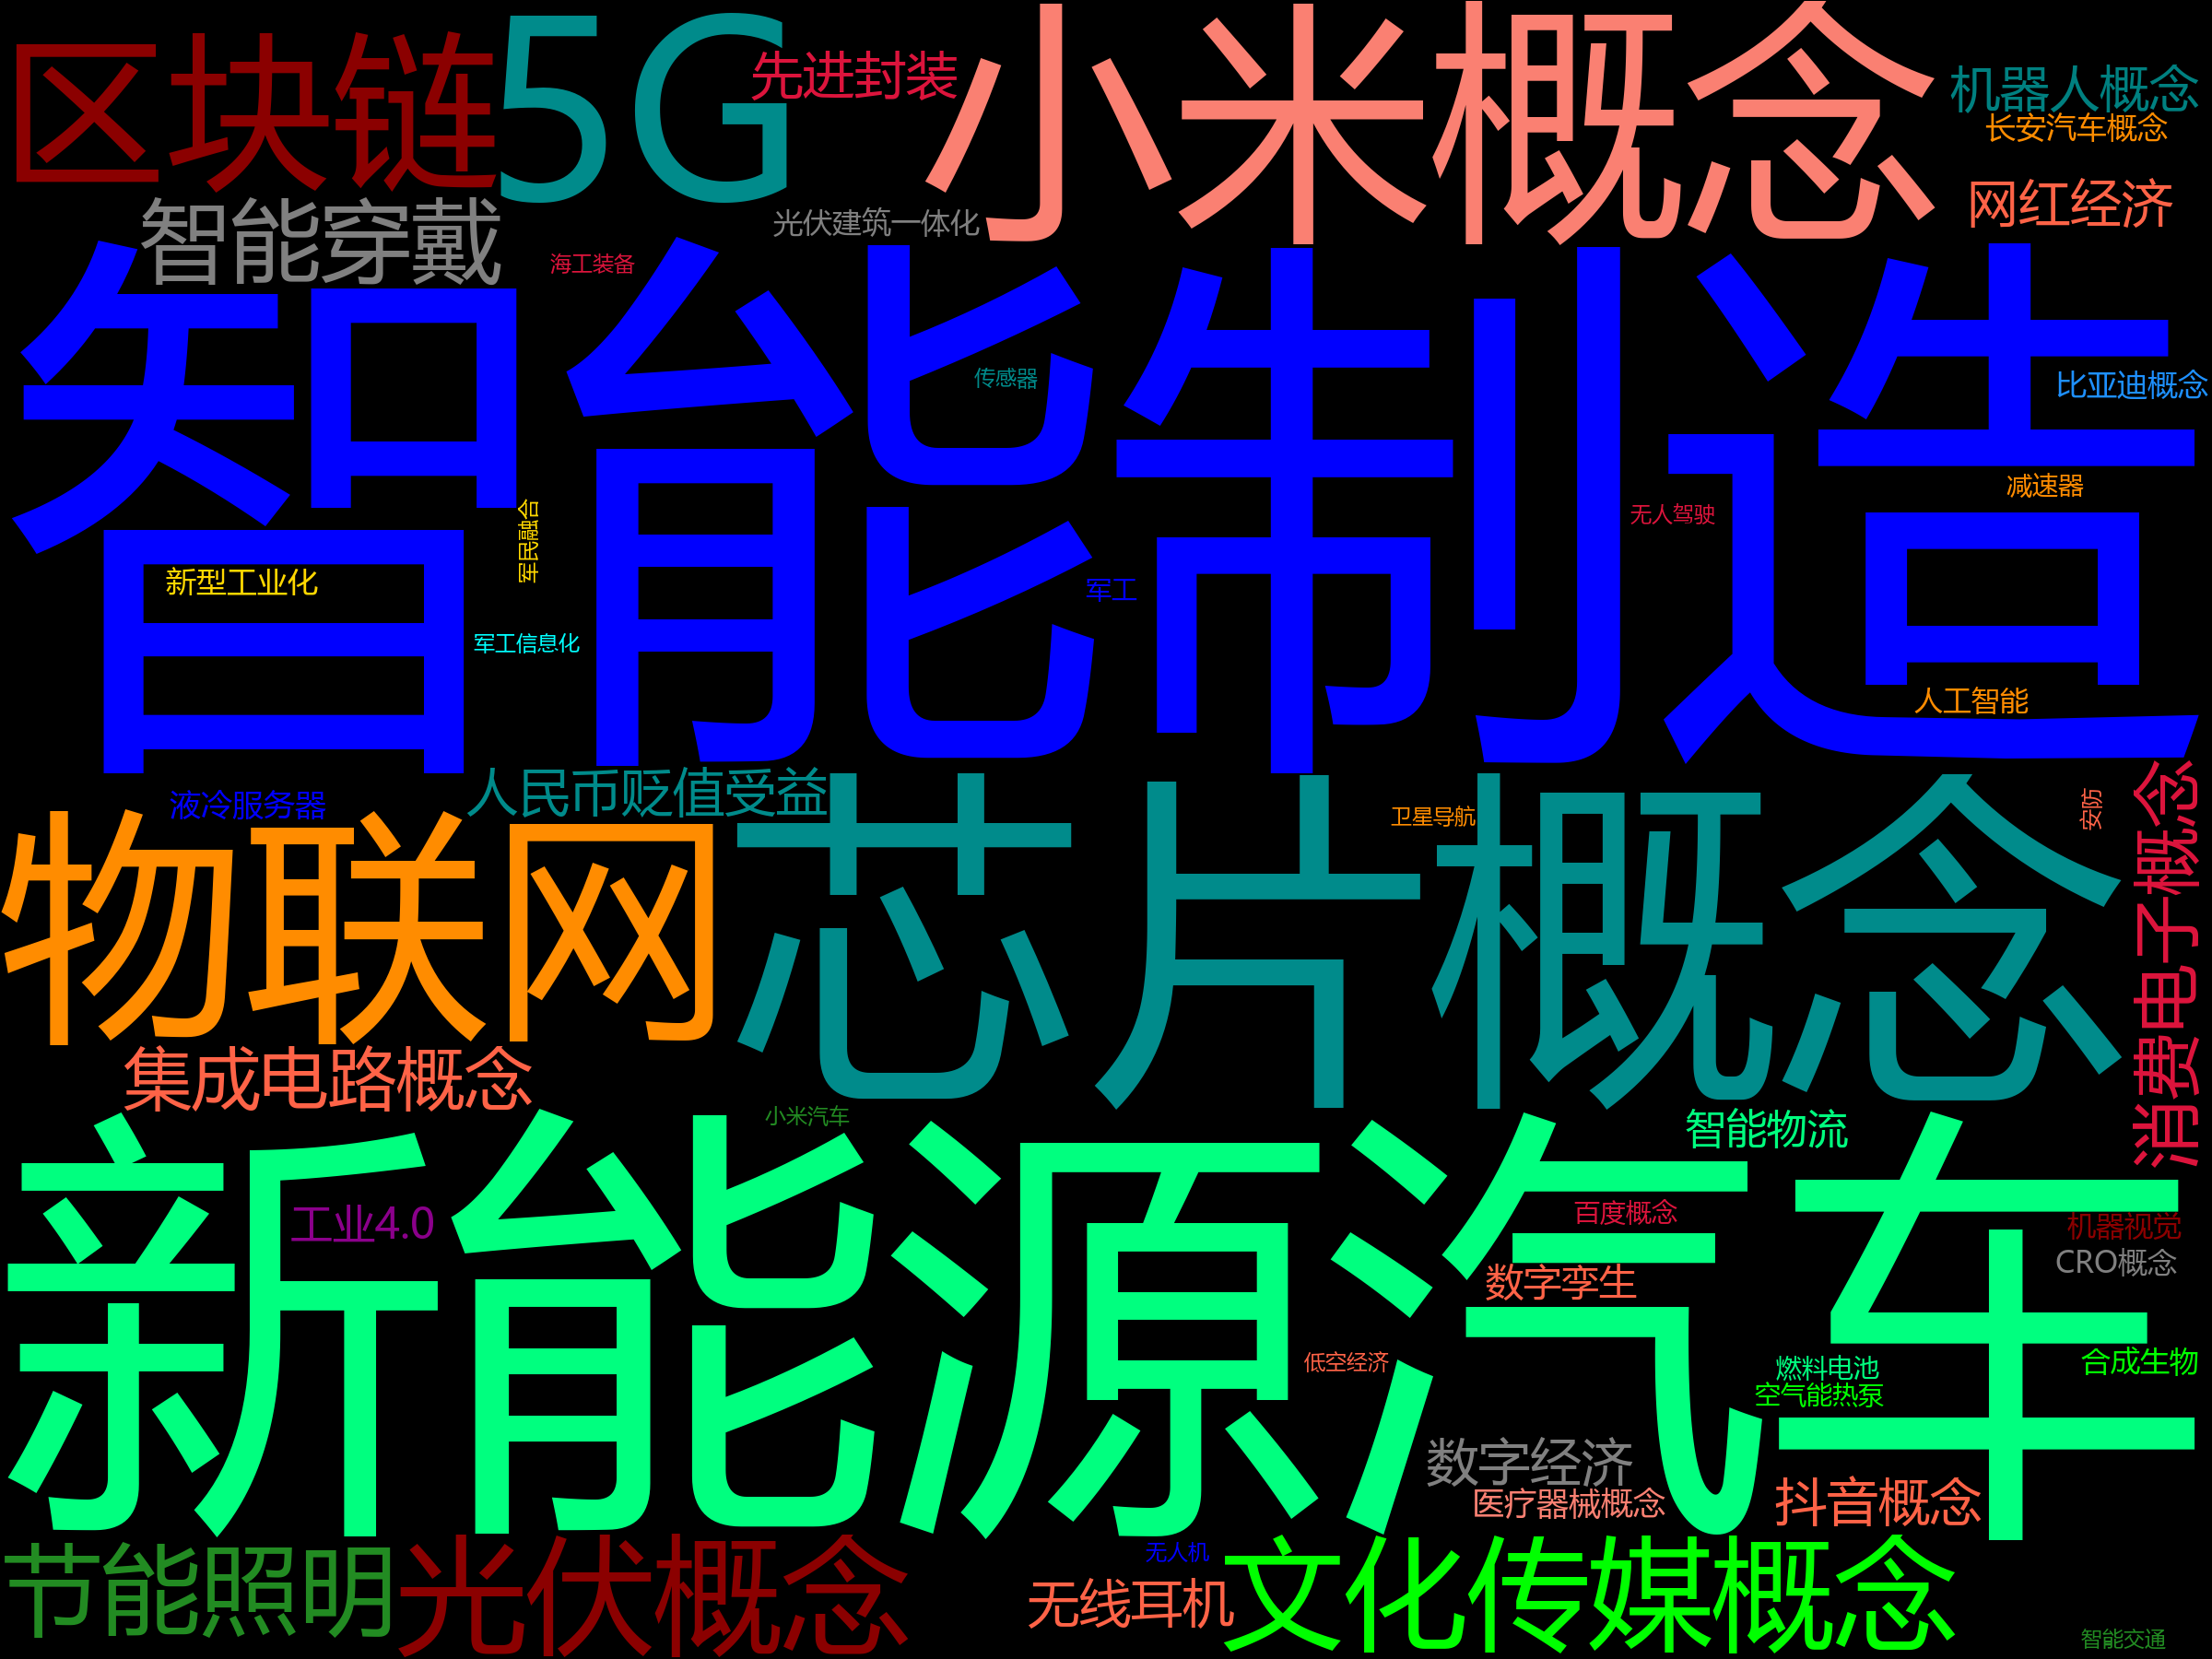 区块链
5G
先进封装
小米概念
机器人概念
长安汽车概念
网红经济
智能穿戴
光伏建筑一体化
海工装备
智能制造
传感器
比亚迪概念
减速器
无人驾驶
军民融合
新型工业化
军工
军工信息化
人工智能
液冷服务器
人民币贬值受益
物联网
芯片概念
卫星导航
安防
消费电子概念
集成电路概念
小米汽车
智能物流
新能源汽车
工业4.0
百度概念
机器视觉
CRO概念
数字孪生
低空经济
燃料电池
合成生物
空气能热泵
数字经济
医疗器械概念
抖音概念
节能照明
光伏概念
无人机
无线耳机
文化传媒概念
智能交通